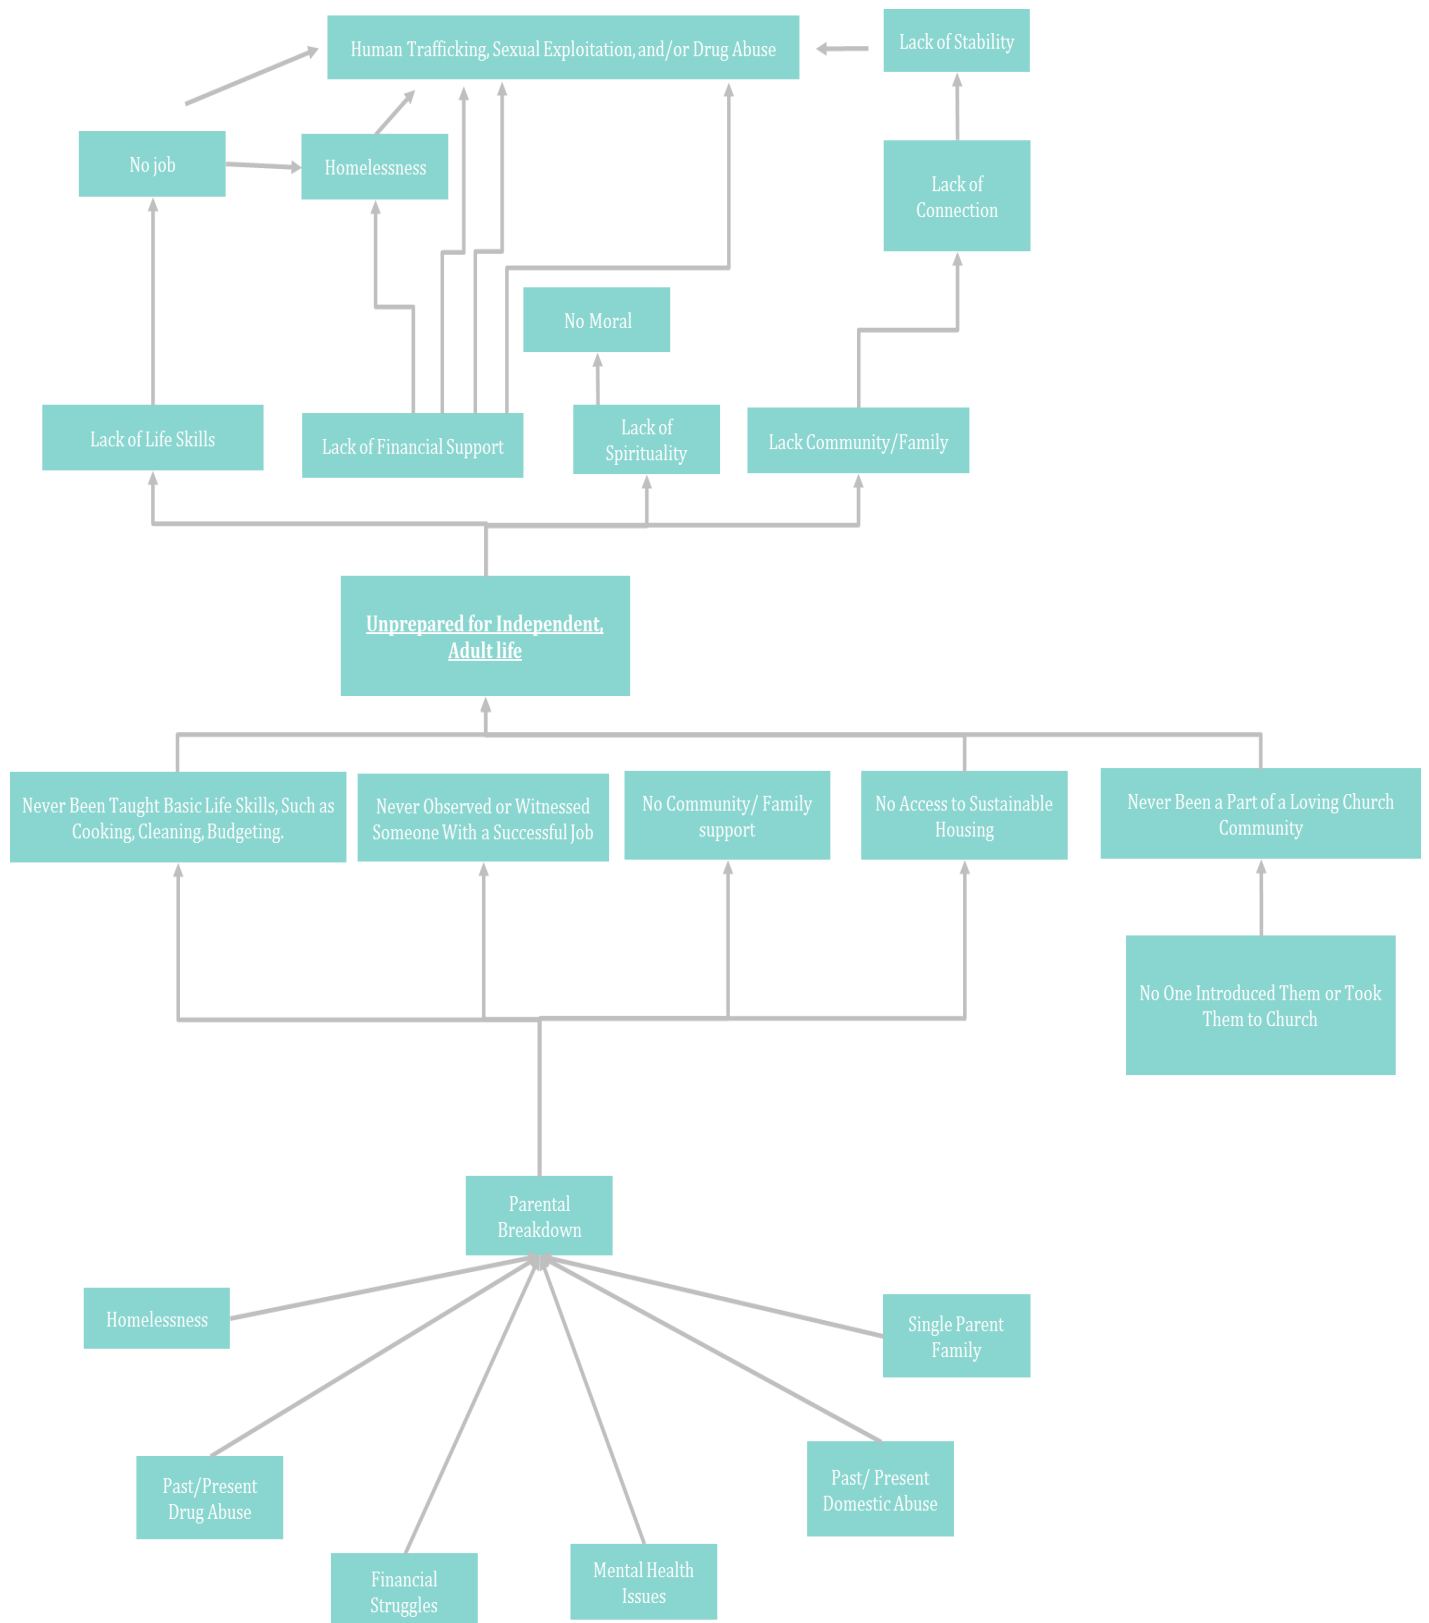 Human Trafficking, Sexual Exploitation, and/or Drug Abuse
Lack of Stability
No job
Homelessness
Lack of
Connection
No Moral
Lack of Life Skills
Lack of Financial Support
Lack of
Spirituality
Lack Community/Family
Unprepared for Independent,
Adult life
Never Been Taught Basic Life Skills, Such as
Cooking, Cleaning, Budgeting.
Never Observed or Witnessed
Someone With a Successful Job
No Community/ Family
support
No Access to Sustainable
Housing
Never Been a Part of a Loving Church
Community
No One Introduced Them or Took
Them to Church
Parental
Breakdown
Homelessness
Single Parent
Family
Past/Present
Drug Abuse
Past/ Present
Domestic Abuse
Financial
Struggles
Mental Health
Issues